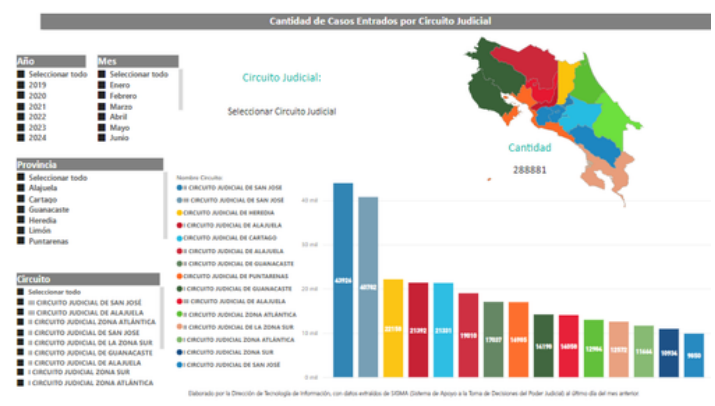 Cantidad de Casos Entrados por Circuito Judicial
Año
Seleccionar todo
2019
2020
2021
2022
2023
2024
Mes
Seleccionar todo
Enero
Febrero
Marzo
Abril
Mayo
Junio
Circuito Judicial:
Seleccionar Circuito Judicial
Cantidad
288881
Provincia
Seleccionar todo
Alajuela
Cartago
Guanacaste
Heredia
Limón
Puntarenas
Circuito
Seleccionar todo
III CIRCUITO JUDICIAL DE SAN JOSÉ
III CIRCUITO JUDICIAL DE ALAJUELA
II CIRCUITO JUDICIAL ZONA ATLÁNTICA
II CIRCUITO JUDICIAL DE SAN JOSE
II CIRCUITO JUDICIAL DE LA ZONA SUR
II CIRCUITO JUDICIAL DE GUANACASTE
II CIRCUITO JUDICIAL DE ALAJUELA
I CIRCUITO JUDICIAL ZONA SUR
I CIRCUITO JUDICIAL ZONA ATLÁNTICA
Nombre Circuito
II CIRCUITO JUDICIAL DE SAN JOSE
III CIRCUITO JUDICIAL DE SAN JOSÉ
CIRCUITO JUDICIAL DE HEREDIA
I CIRCUITO JUDICIAL DE ALAJUELA
CIRCUITO JUDICIAL DE CARTAGO
II CIRCUITO JUDICIAL DE ALAJUELA
II CIRCUITO JUDICIAL DE GUANACASTE
CIRCUITO JUDICIAL DE PUNTARENAS
I CIRCUITO JUDICIAL DE GUANACASTE
III CIRCUITO JUDICIAL DE ALAJUELA
II CIRCUITO JUDICIAL ZONA ATLÁNTICA
II CIRCUITO JUDICIAL DE LA ZONA SUR
I CIRCUITO JUDICIAL ZONA ATLÁNTICA
I CIRCUITO JUDICIAL ZONA SUR
I CIRCUITO JUDICIAL DE SAN JOSE
40 mil
30 mil
20 mil
10 mil
0 mil
43926
40782
21392
21301
19010
16985
14190
12986
12572
11666
10936
Elaborado por la Dirección de Tecnología de Información, con datos extraídos de SIGMA (Sistema de Apoyo a la Toma de Decisiones del Poder Judicial) al último día del mes anterior